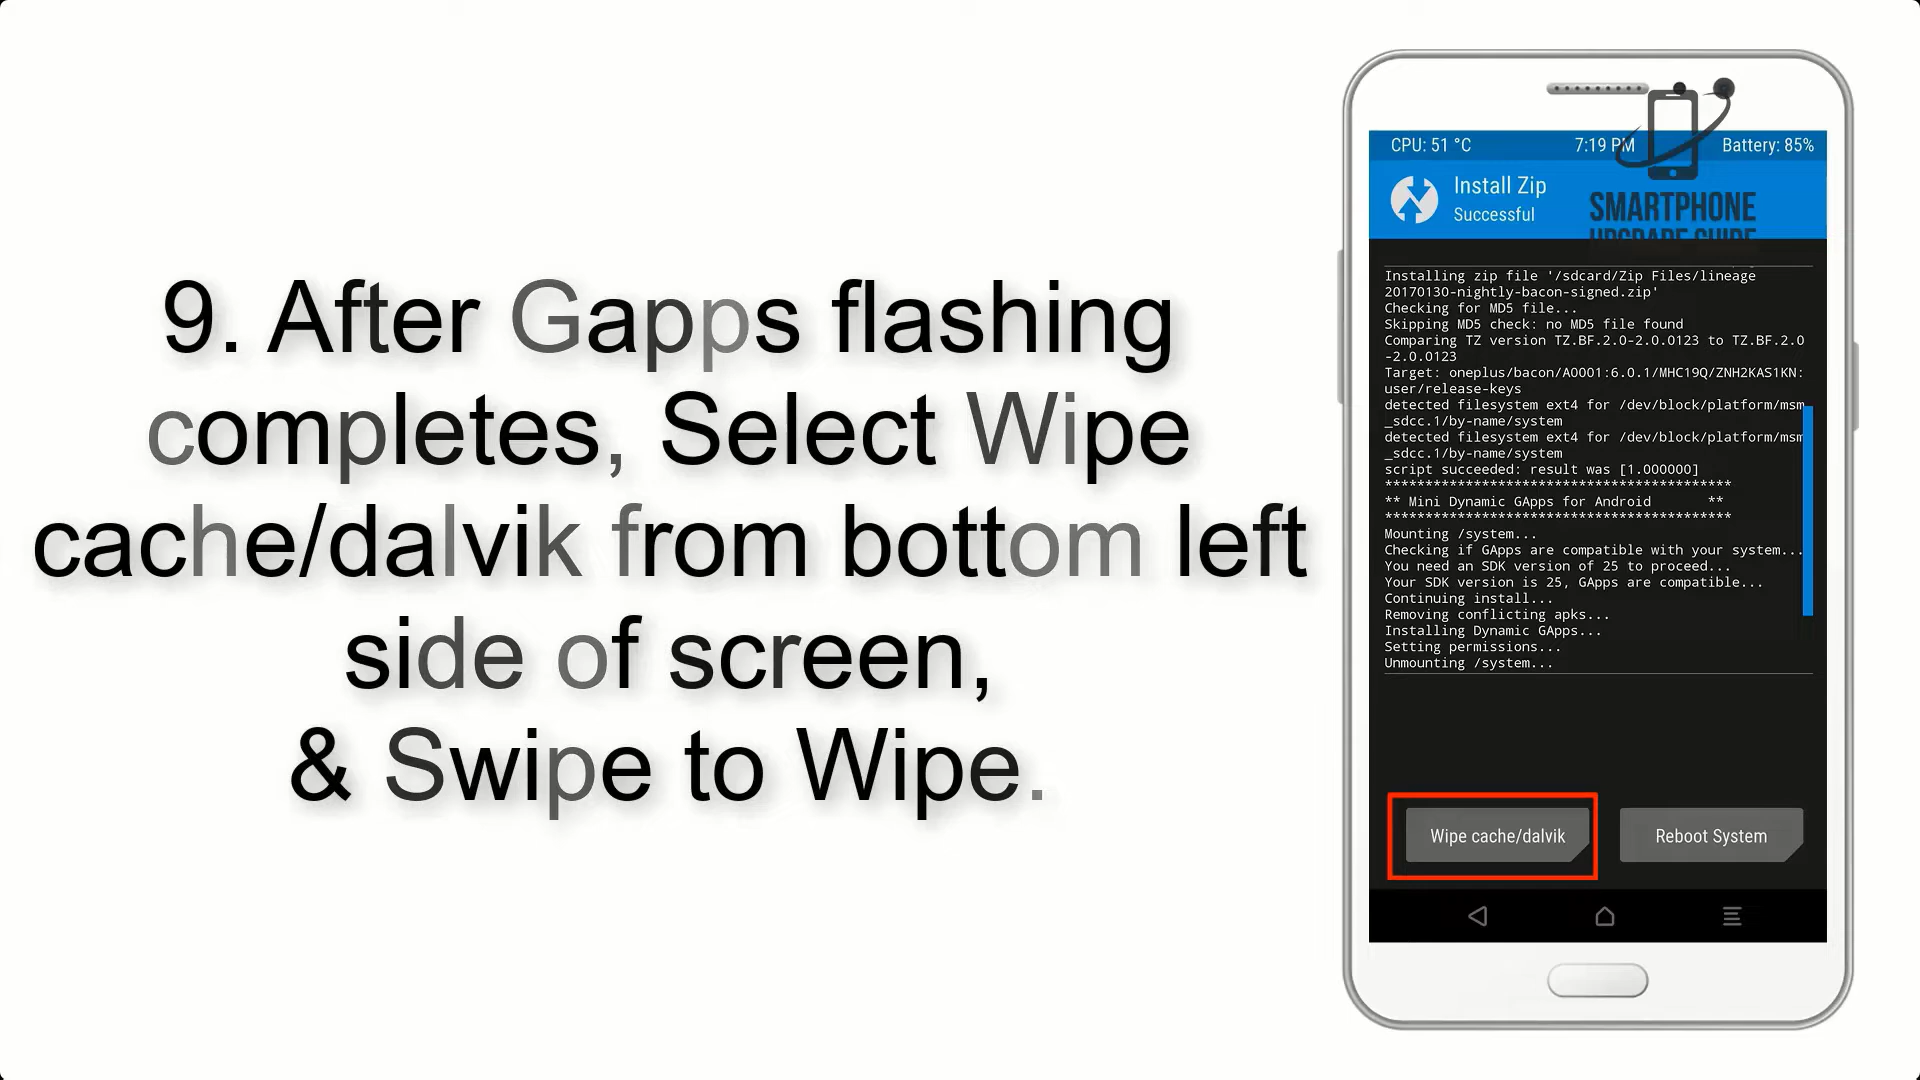 9. After Gapps flashing
completes, Select Wipe
cache/dalvik from bottom left
side of screen,
& Swipe to Wipe.
CPU: 51 °C 7:19 PM Battery: 85%
Install Zip
Successful
SMARTPHONE
UPGRADE GUIDE
Installing zip file '/sdcard/Zip Files/lineage
20170130-nightly-bacon-signed.zip'
Checking for MD5 file...
Skipping MD5 check: no MD5 file found
Comparing TZ version TZ.BF.2.0-2.0.0123 to TZ.BF.2.0
-2.0.0123
Target: oneplus/bacon/A0001:6.0.1/MHC19Q/ZNH2KAS1KN:
user/release-keys
detected filesystem ext4 for /dev/block/platform/msm
_sdcc.1/by-name/system
detected filesystem ext4 for /dev/block/platform/msm
_sdcc.1/by-name/system
script succeeded: result was [1.000000]
*******************************************
** Mini Dynamic GApps for Android **
*******************************************
Mounting /system...
Checking if GApps are compatible with your system...
You need an SDK version of 25 to proceed...
Your SDK version is 25, GApps are compatible...
Continuing install...
Removing conflicting apks...
Installing Dynamic GApps...
Setting permissions...
Unmounting /system...
Wipe cache/dalvik Reboot System